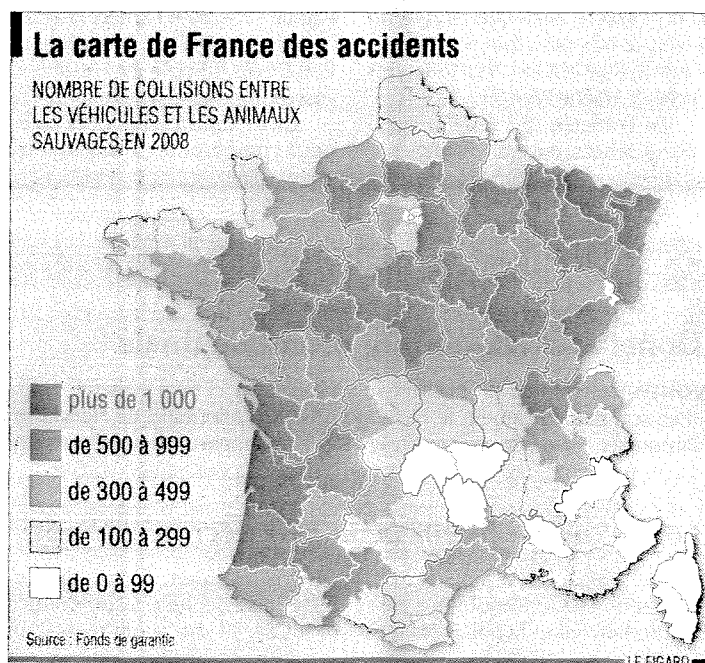 La carte de France des accidents
NOMBRE DE COLLISIONS ENTRE
LES VÉHICULES ET LES ANIMAUX
SAUVAGES EN 2008
plus de 1 000
de 500 à 999
de 300 à 499
de 100 à 299
de 0 à 99
Source : Fonds de garantie
LE FIGARO